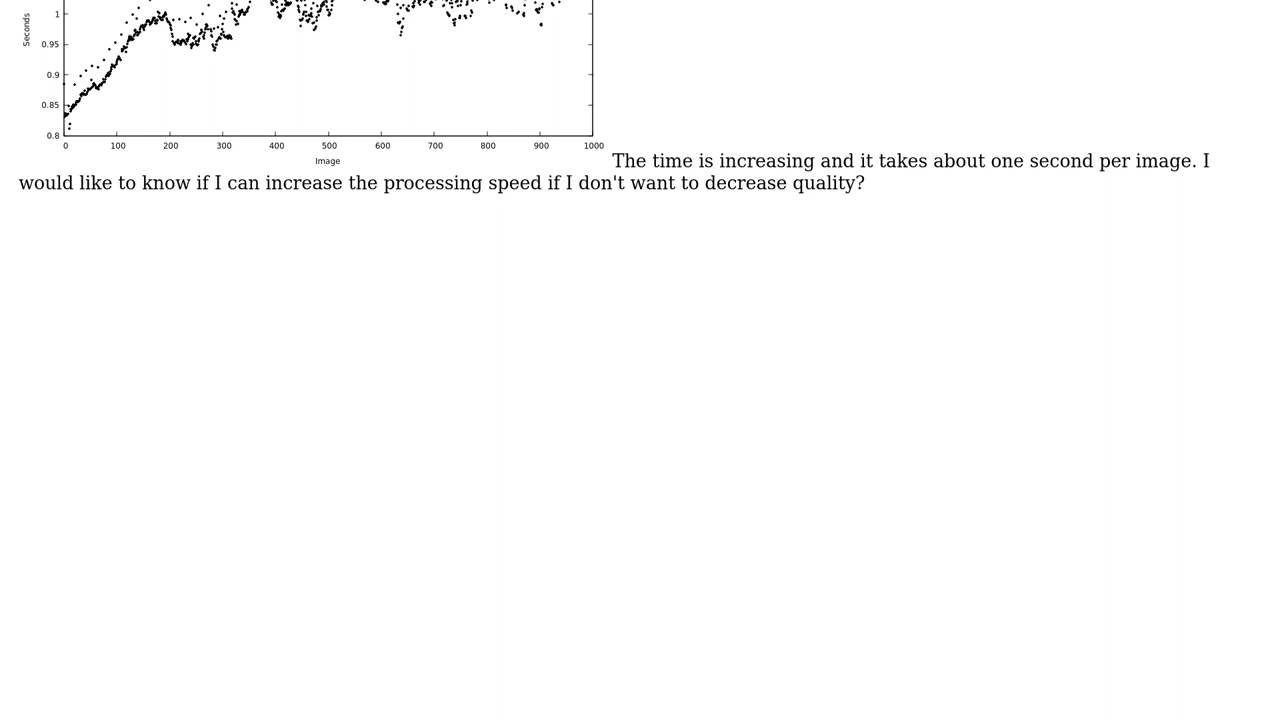 Seconds
1
0.95
0.9
0.85
0.8
0 100 200 300 400 500 600 700 800 900 1000
Image
The time is increasing and it takes about one second per image. I
would like to know if I can increase the processing speed if I don't want to decrease quality?